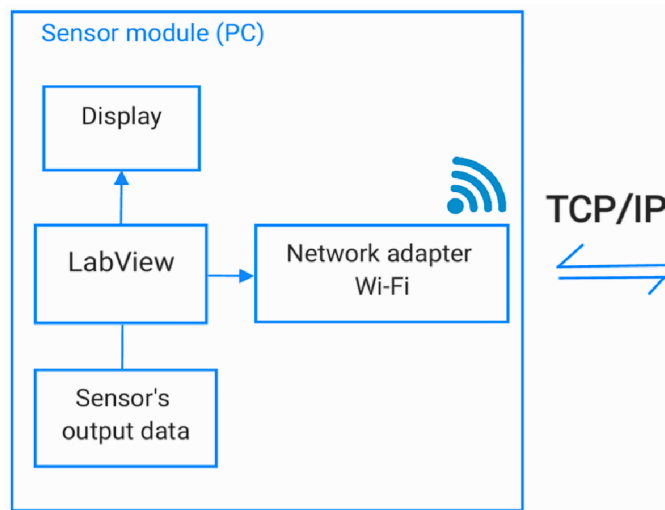 Sensor module (PC)
Display
TCP/IP
LabView
Network adapter
Wi-Fi
Sensor's
output data